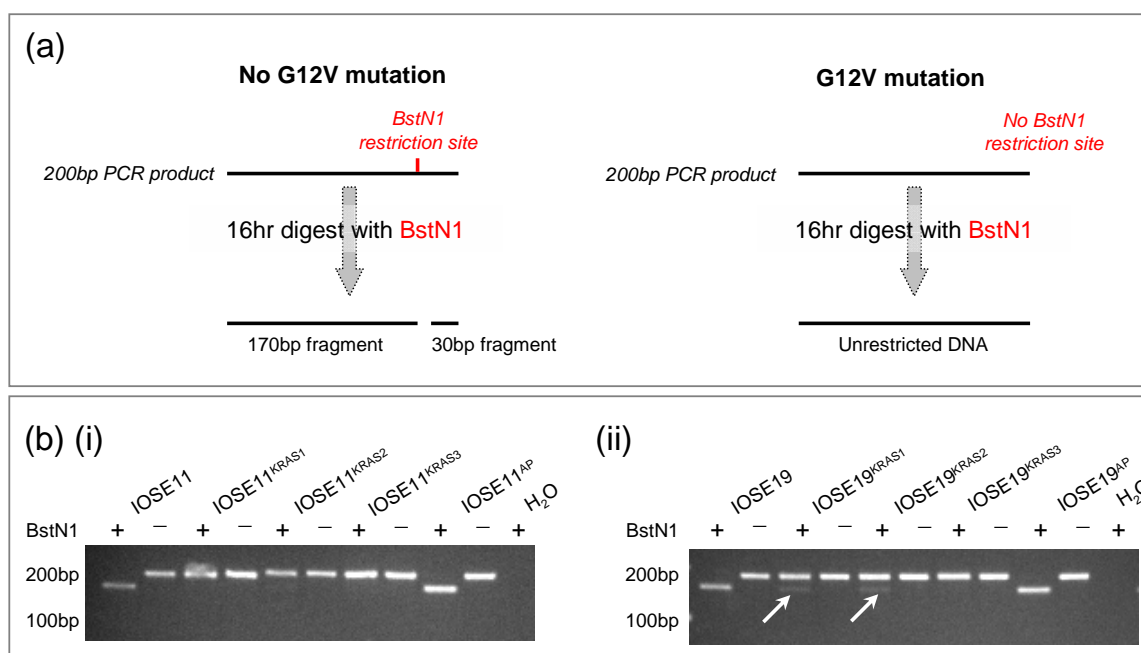 (a)
No G12V mutation
G12V mutation
BstN1
restriction site
No BstN1
restriction site
200bp PCR product
200bp PCR product
16hr digest with BstN1
16hr digest with BstN1
170bp fragment
30bp fragment
Unrestricted DNA
(b) (i)
IOSE11
IOSE11KRAS1
IOSE11KRAS2
IOSE11KRAS3
IOSE11AP
H2O
BstN1 + – + – + – + – + – +
200bp
100bp
(ii)
IOSE19
IOSE19KRAS1
IOSE19KRAS2
IOSE19KRAS3
IOSE19AP
H2O
BstN1 + – + – + – + – + – +
200bp
100bp